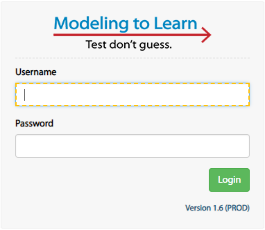 Modeling to Learn
Test don't guess.
Username
Password
Login
Version 1.6 (PROD)